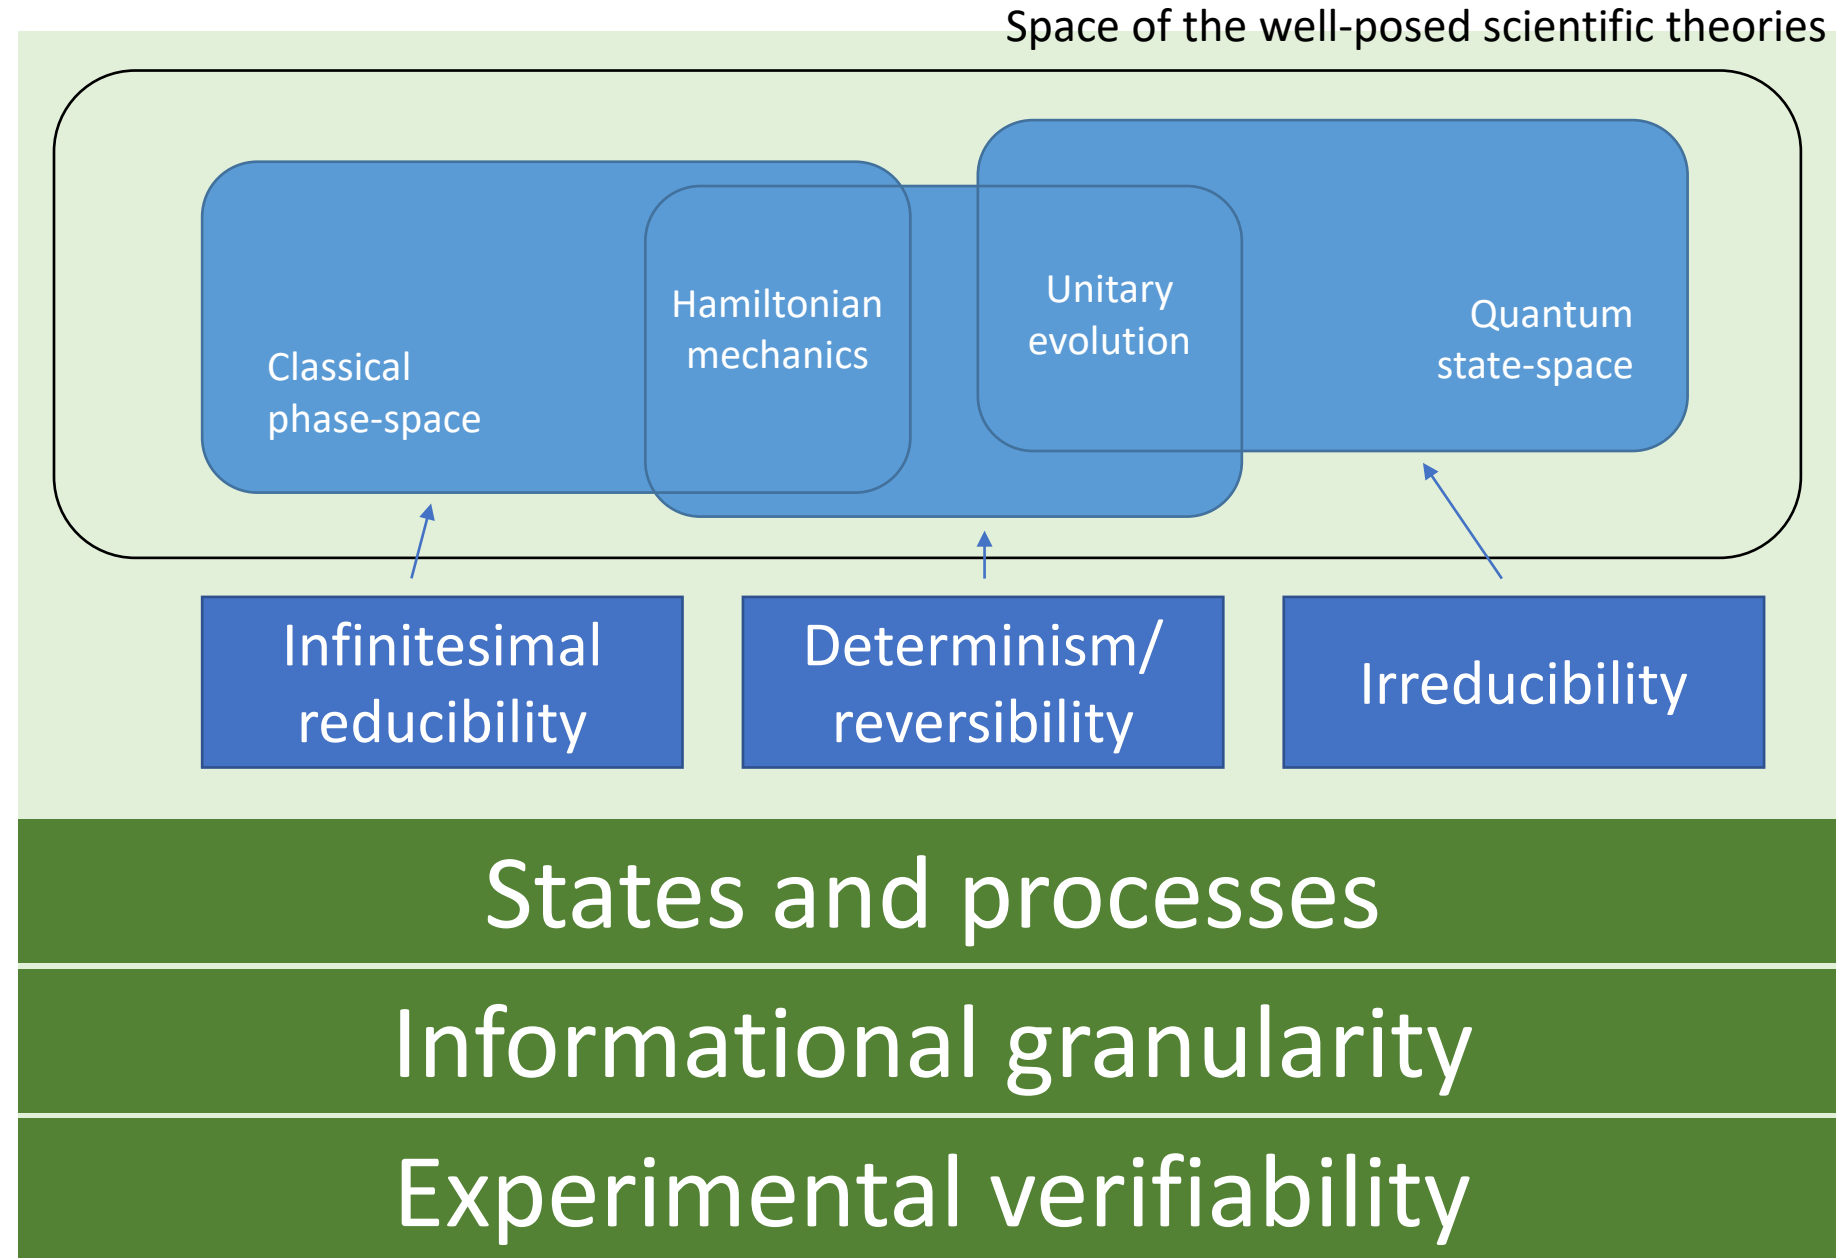 Space of the well-posed scientific theories
Classical
phase-space
Hamiltonian
mechanics
Unitary
evolution
Quantum
state-space
Infinitesimal
reducibility
Determinism/
reversibility
Irreducibility
States and processes
Informational granularity
Experimental verifiability